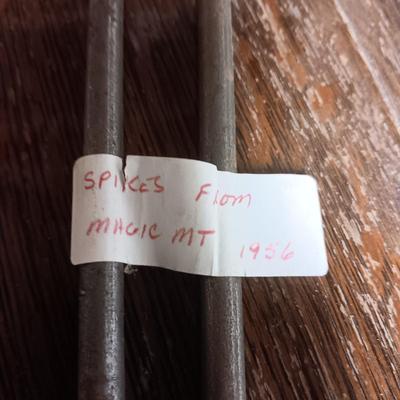 SPIKES FROM
MAGIC MT 1956